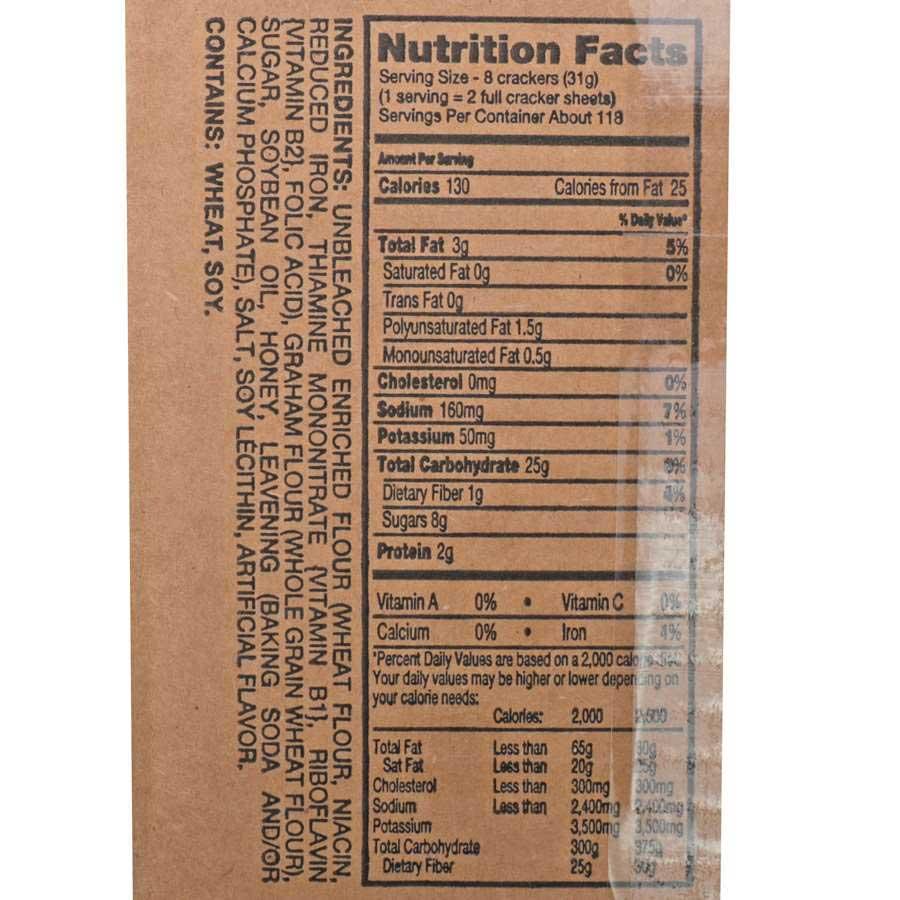 Nutrition Facts
Serving Size - 8 crackers (31g)
(1 serving = 2 full cracker sheets)
Servings Per Container About 118
Amount Per Serving
Calories 130 Calories from Fat 25
% Daily Value*
Total Fat 3g 5%
Saturated Fat 0g 0%
Trans Fat 0g
Polyunsaturated Fat 1.5g
Monounsaturated Fat 0.5g
Cholesterol 0mg 0%
Sodium 160mg 7%
Potassium 50mg 1%
Total Carbohydrate 25g
Dietary Fiber 1g 4%
Sugars 8g
Protein 2g
Vitamin A 0% • Vitamin C 0%
Calcium 0% • Iron 4%
*Percent Daily Values are based on a 2,000 calorie diet.
Your daily values may be higher or lower depending on
your calorie needs:
Calories: 2,000 2,500
Total Fat Less than 65g 80g
Sat Fat Less than 20g 25g
Cholesterol Less than 300mg 300mg
Sodium Less than 2,400mg 2,400mg
Potassium 3,500mg 3,500mg
Total Carbohydrate 300g 375g
Dietary Fiber 25g 30g
INGREDIENTS: UNBLEACHED ENRICHED FLOUR (WHEAT FLOUR, NIACIN,
REDUCED IRON, THIAMINE MONONITRATE {VITAMIN B1}, RIBOFLAVIN
{VITAMIN B2}, FOLIC ACID), GRAHAM FLOUR (WHOLE GRAIN WHEAT FLOUR),
SUGAR, SOYBEAN OIL, HONEY, LEAVENING (BAKING SODA AND/OR
CALCIUM PHOSPHATE), SALT, SOY LECITHIN, ARTIFICIAL FLAVOR.
CONTAINS: WHEAT, SOY.